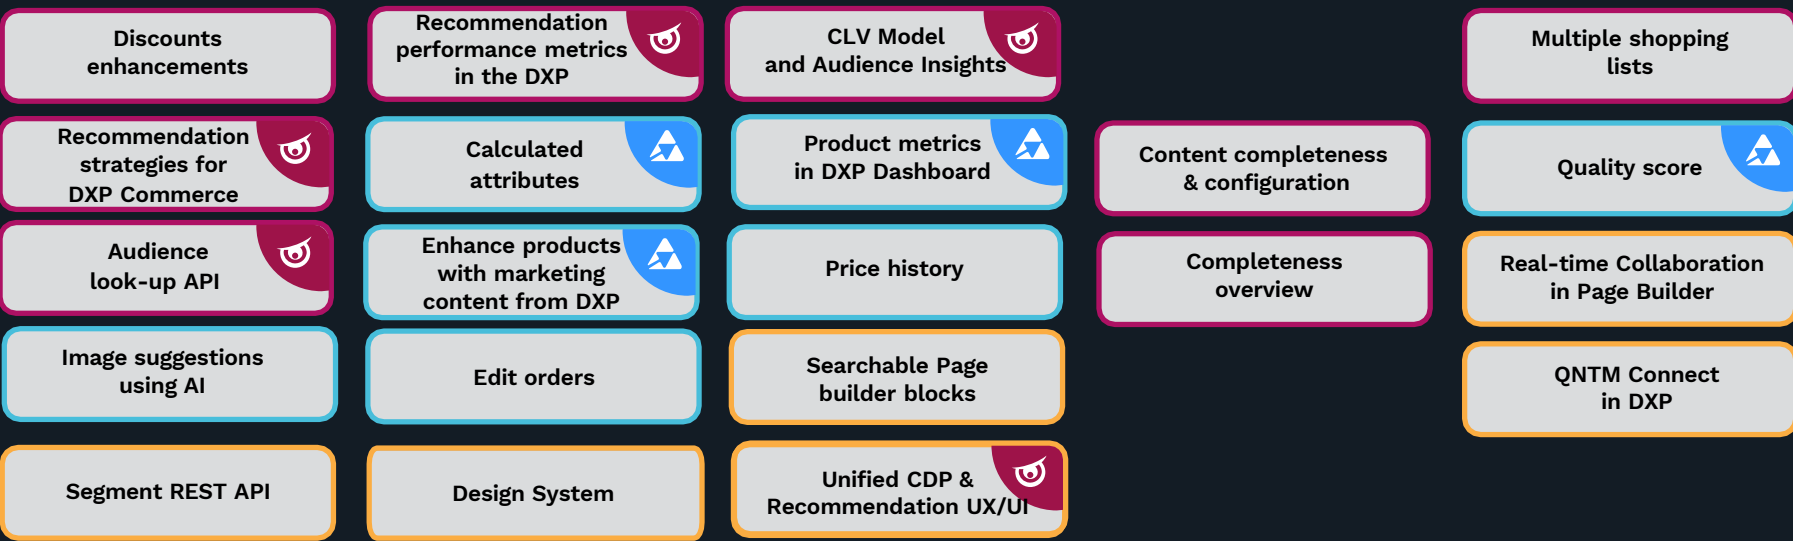 Discounts
enhancements
Recommendation
strategies for
DXP Commerce
Audience
look-up API
Image suggestions
using AI
Segment REST API
Recommendation
performance metrics
in the DXP
Calculated
attributes
Enhance products
with marketing
content from DXP
Edit orders
Design System
CLV Model
and Audience Insights
Product metrics
in DXP Dashboard
Price history
Searchable Page
builder blocks
Unified CDP &
Recommendation UX/UI
Content completeness
& configuration
Completeness
overview
Multiple shopping
lists
Quality score
Real-time Collaboration
in Page Builder
QNTM Connect
in DXP